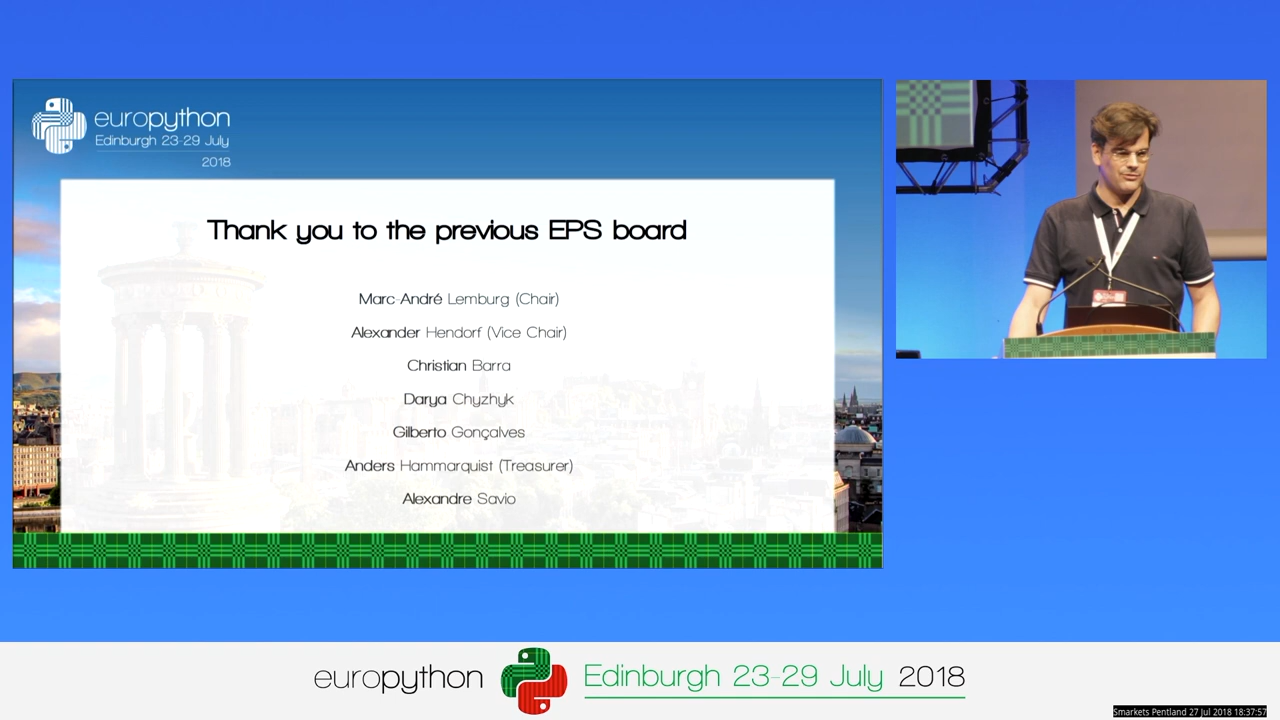 europython
Edinburgh 23-29 July
2018
Thank you to the previous EPS board
Marc-André Lemburg (Chair)
Alexander Hendorf (Vice Chair)
Christian Barra
Darya Chyzhyk
Gilberto Gonçalves
Anders Hammarquist (Treasurer)
Alexandre Savio
europython Edinburgh 23-29 July 2018
Smarkets Pentland 27 Jul 2018 18:37:57